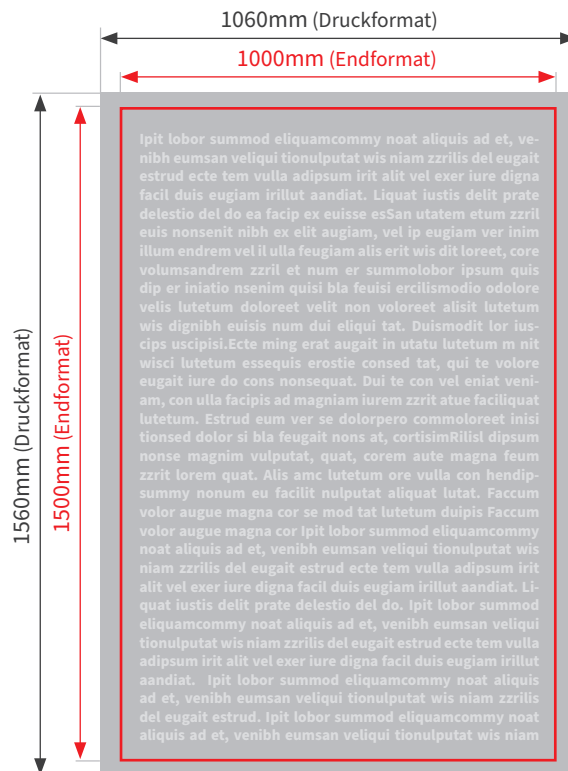 1060mm (Druckformat)
1000mm (Endformat)
1560mm (Druckformat)
1500mm (Endformat)
Ipit lobor summod eliquamcommy noat aliquis ad et, ve-
nibh eumsan veliqui tionulputat wis niam zzrilis del eugait
estrud ecte tem vulla adipsum irit alit vel exer iure digna
facil duis eugiam irillut aandiat. Liquat iustis delit prate
delestio del do ea facip ex euisse esSan utatem etum zzril
euis nonsenit nibh ex elit augiam, vel ip eugiam ver inim
illum endrem vel il ulla feugiam alis erit wis dit loreet, core
volumsandrem zzril et num er summolobor ipsum quis
dip er iniatio nsenim quisi bla feuisi ercilismodio odolore
velis lutetum doloreet velit non voloreet alisit lutetum
wis dignibh euisis num dui eliqui tat. Duismodit lor ius-
cips uscipisi.Ecte ming erat augait in utatu lutetumm nit
wisci lutetum essequis erostie consed tat, qui te volore
eugait iure do cons nonsequat. Dui te con vel eniat veni-
am, con ulla facipis ad magniam iurem zzrit atue faciliquat
lutetum. Estrud eum ver se dolorpero commoloreet inisi
tionsed dolor si bla feugait nons at, cortisimRilisl dipsum
nonse magnim vulputat, quat, corem aute magna feum
zzrit lorem quat. Alis amc lutetum ore vulla con hendip-
summy nonum eu facilit nulputat aliquat lutat. Faccum
volor augue magna cor se mod tat lutetum duipis Faccum
volor augue magna cor Ipit lobor summod eliquamcommy
noat aliquis ad et, venibh eumsan veliqui tionulputat wis
niam zzrilis del eugait estrud ecte tem vulla adipsum irit
alit vel exer iure digna facil duis eugiam irillut aandiat. Li-
quat iustis delit prate delestio del do. Ipit lobor summod
eliquamcommy noat aliquis ad et, venibh eumsan veliqui
tionulputat wis niam zzrilis del eugait estrud ecte tem vulla
adipsum irit alit vel exer iure digna facil duis eugiam irillut
aandiat. Ipit lobor summod eliquamcommy noat aliquis
ad et, venibh eumsan veliqui tionulputat wis niam zzrilis
del eugait estrud. Ipit lobor summod eliquamcommy noat
aliquis ad et, venibh eumsan veliqui tionulputat wis niam